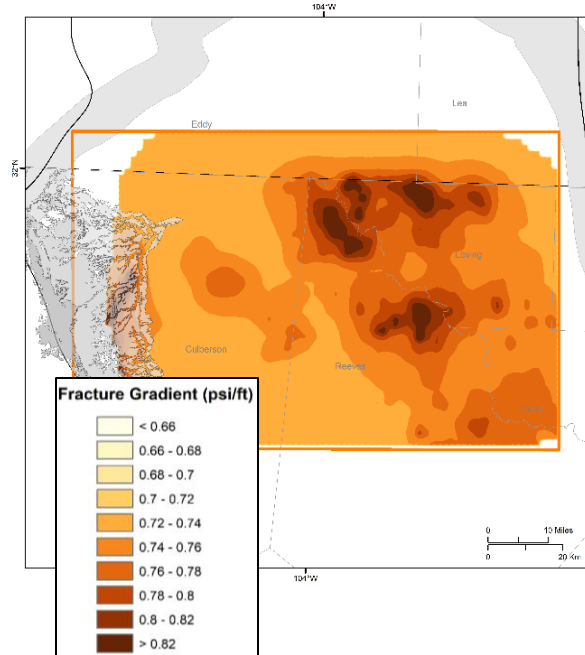 104°W
Lea
Eddy
32°N
Loving
Culberson
Reeves
Fracture Gradient (psi/ft)
< 0.66
0.66 - 0.68
0.68 - 0.7
0.7 - 0.72
0.72 - 0.74
0.74 - 0.76
0.76 - 0.78
0.78 - 0.8
0.8 - 0.82
> 0.82
0 10 Miles
0 20 Km
104°W